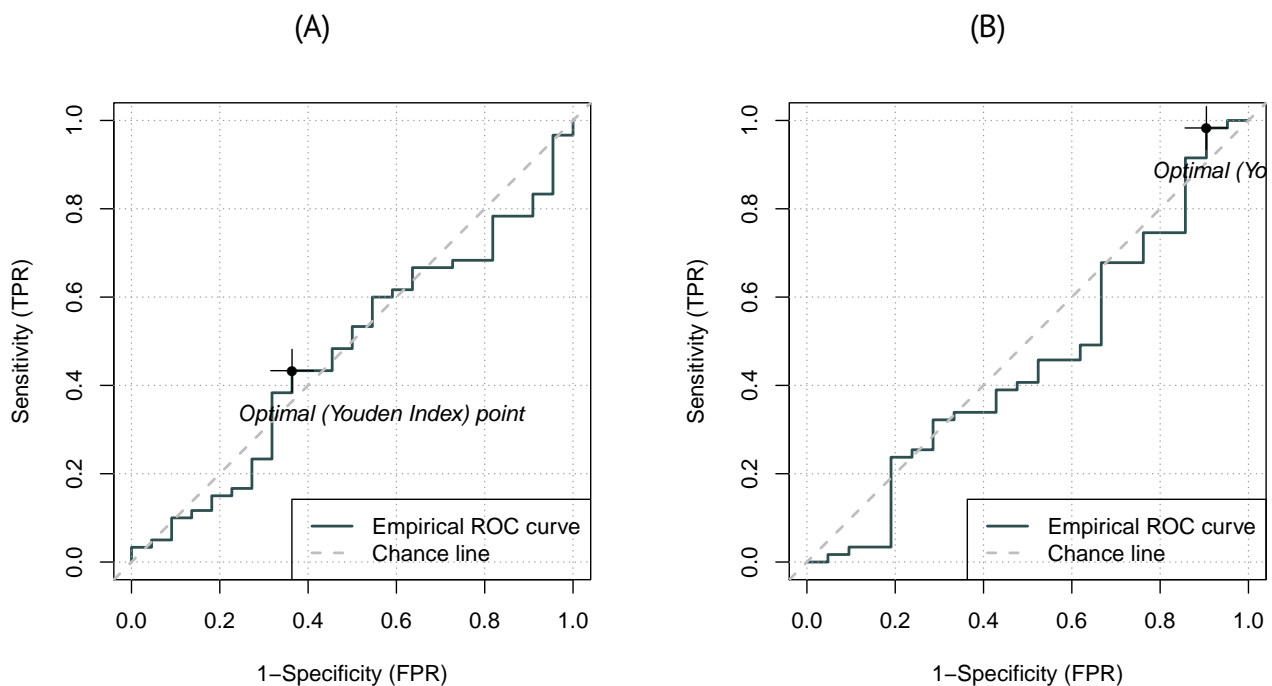 (A)
Sensitivity (TPR)
1.0
0.8
0.6
0.4
0.2
0.0
Optimal (Youden Index) point
Empirical ROC curve
Chance line
0.0 0.2 0.4 0.6 0.8 1.0
1−Specificity (FPR)
(B)
Sensitivity (TPR)
1.0
0.8
0.6
0.4
0.2
0.0
Optimal (Yo
Empirical ROC curve
Chance line
0.0 0.2 0.4 0.6 0.8 1.0
1−Specificity (FPR)